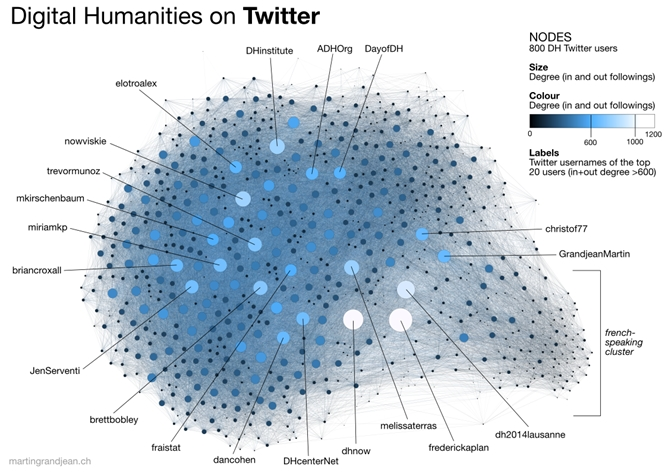 Digital Humanities on Twitter
NODES
800 DH Twitter users
Size
Degree (in and out followings)
Colour
Degree (in and out followings)
0 600 1000 1200
Labels
Twitter usernames of the top
20 users (in+out degree >600)
DHinstitute
ADHOrg
DayofDH
elotroalex
nowviskie
trevormunoz
mkirschenbaum
miriamkp
briancroxall
JenServenti
brettbobley
fraistat
dancohen
DHcenterNet
dhnow
melissaterras
frederickaplan
dh2014lausanne
christof77
GrandjeanMartin
french-
speaking
cluster
martingrandjean.ch